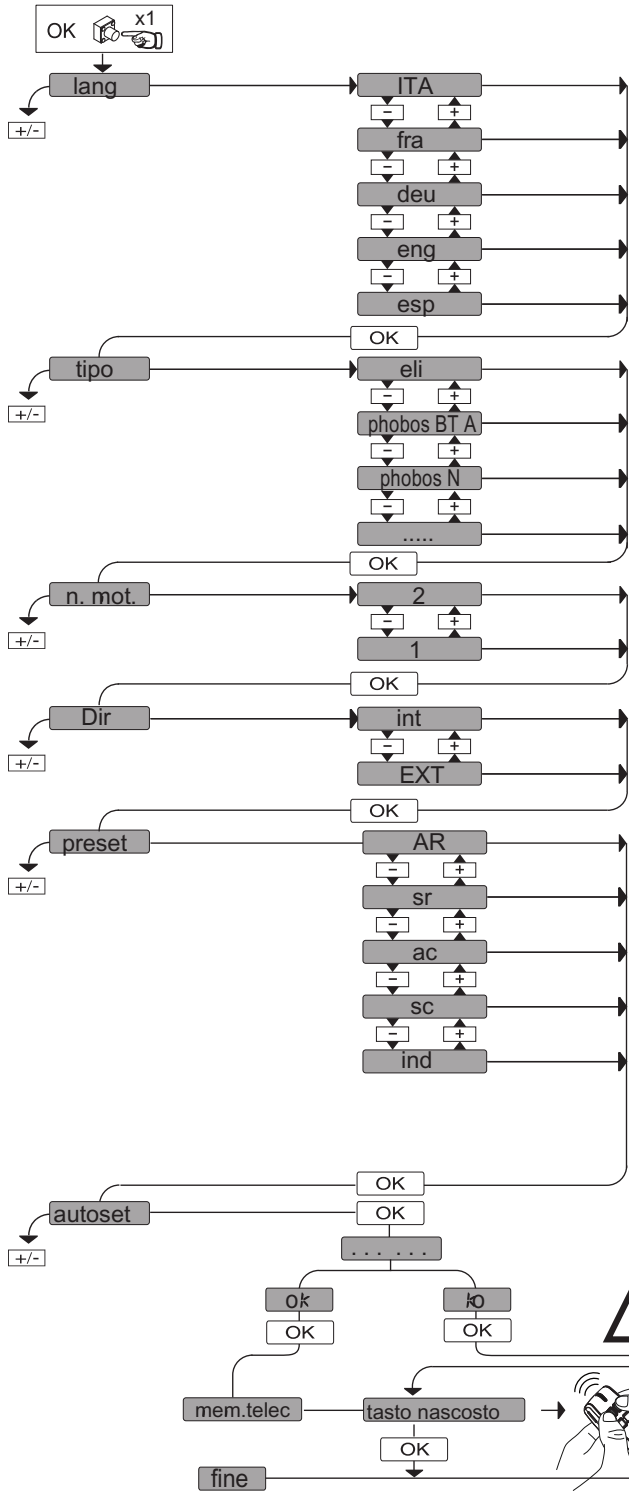 OK x1
lang ITA
+/- - +
fra
- +
deu
- +
eng
- +
esp
OK
tipo eli
+/- - +
phobos BT A
- +
phobos N
- +
.....
OK
n. mot. 2
+/- - +
1
OK
Dir int
+/- - +
EXT
OK
preset AR
+/- - +
sr
- +
ac
- +
sc
- +
ind
OK
autoset OK
+/- . . . . . .
ok ko
OK OK
mem.telec tasto nascosto
OK
fine